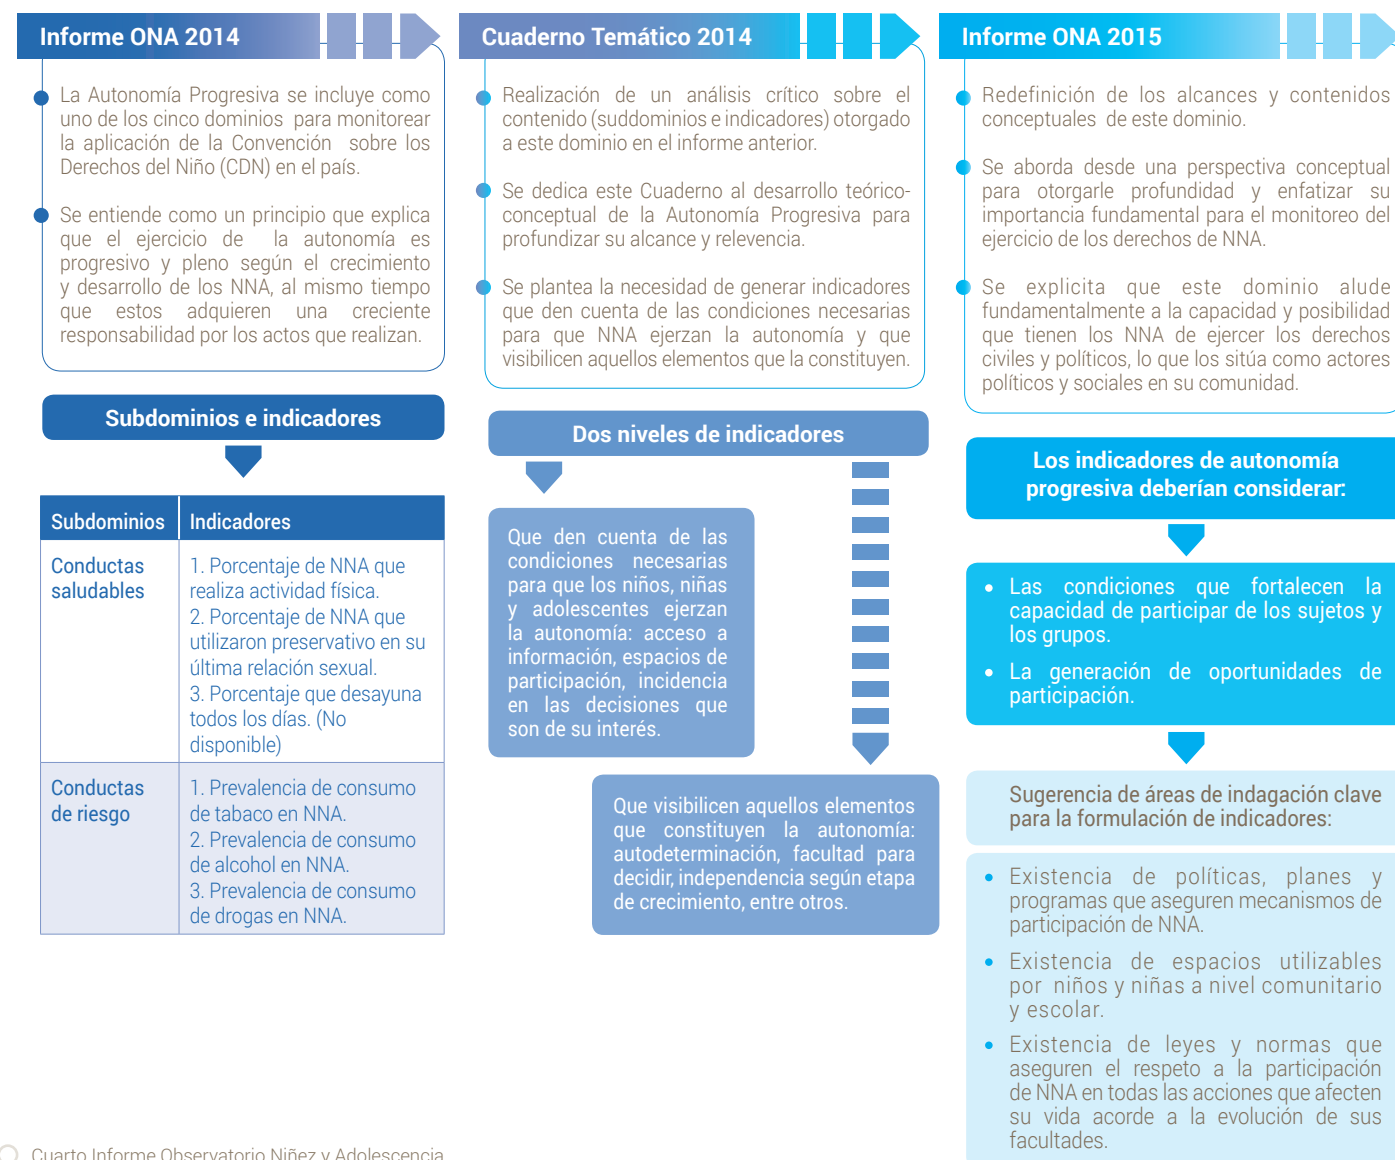 Informe ONA 2014
La Autonomía Progresiva se incluye como
uno de los cinco dominios para monitorear
la aplicación de la Convención sobre los
Derechos del Niño (CDN) en el país.
Se entiende como un principio que explica
que el ejercicio de la autonomía es
progresivo y pleno según el crecimiento
y desarrollo de los NNA, al mismo tiempo
que estos adquieren una creciente
responsabilidad por los actos que realizan.
Subdominios e indicadores
Subdominios Indicadores
Conductas
saludables
1. Porcentaje de NNA que
realiza actividad física.
2. Porcentaje de NNA que
utilizaron preservativo en su
última relación sexual.
3. Porcentaje que desayuna
todos los días. (No
disponible)
Conductas
de riesgo
1. Prevalencia de consumo
de tabaco en NNA.
2. Prevalencia de consumo
de alcohol en NNA.
3. Prevalencia de consumo
de drogas en NNA.
Cuaderno Temático 2014
Realización de un análisis crítico sobre el
contenido (suddominios e indicadores) otorgado
a este dominio en el informe anterior.
Se dedica este Cuaderno al desarrollo teórico-
conceptual de la Autonomía Progresiva para
profundizar su alcance y relevencia.
Se plantea la necesidad de generar indicadores
que den cuenta de las condiciones necesarias
para que NNA ejerzan la autonomía y que
visibilicen aquellos elementos que la constituyen.
Dos niveles de indicadores
Que den cuenta de las
condiciones necesarias
para que los niños, niñas
y adolescentes ejerzan
la autonomía: acceso a
información, espacios de
participación, incidencia
en las decisiones que
son de su interés.
Que visibilicen aquellos elementos
que constituyen la autonomía:
autodeterminación, facultad para
decidir, independencia según etapa
de crecimiento, entre otros.
Informe ONA 2015
Redefinición de los alcances y contenidos
conceptuales de este dominio.
Se aborda desde una perspectiva conceptual
para otorgarle profundidad y enfatizar su
importancia fundamental para el monitoreo del
ejercicio de los derechos de NNA.
Se explicita que este dominio alude
fundamentalmente a la capacidad y posibilidad
que tienen los NNA de ejercer los derechos
civiles y políticos, lo que los sitúa como actores
políticos y sociales en su comunidad.
Los indicadores de autonomía
progresiva deberían considerar:
• Las condiciones que fortalecen la
capacidad de participar de los sujetos y
los grupos.
• La generación de oportunidades de
participación.
Sugerencia de áreas de indagación clave
para la formulación de indicadores:
• Existencia de políticas, planes y
programas que aseguren mecanismos de
participación de NNA.
• Existencia de espacios utilizables
por niños y niñas a nivel comunitario
y escolar.
• Existencia de leyes y normas que
aseguren el respeto a la participación
de NNA en todas las acciones que afecten
su vida acorde a la evolución de sus
facultades.
Cuarto Informe Observatorio Niñez y Adolescencia